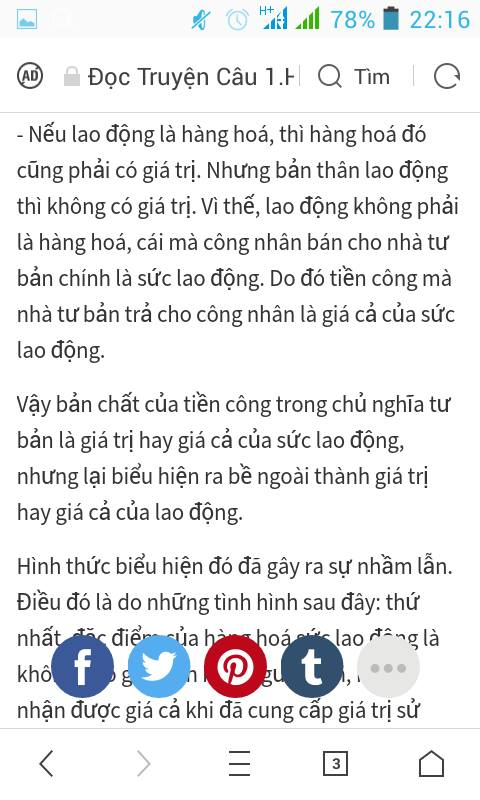 H+
78% 22:16
AD Đọc Truyện Câu 1.H Tìm
- Nếu lao động là hàng hoá, thì hàng hoá đó
cũng phải có giá trị. Nhưng bản thân lao động
thì không có giá trị. Vì thế, lao động không phải
là hàng hoá, cái mà công nhân bán cho nhà tư
bản chính là sức lao động. Do đó tiền công mà
nhà tư bản trả cho công nhân là giá cả của sức
lao động.
Vậy bản chất của tiền công trong chủ nghĩa tư
bản là giá trị hay giá cả của sức lao động,
nhưng lại biểu hiện ra bề ngoài thành giá trị
hay giá cả của lao động.
Hình thức biểu hiện đó đã gây ra sự nhầm lẫn.
Điều đó là do những tình hình sau đây: thứ
nhất, đặc điểm của hàng hoá sức lao động là
nhận được giá cả khi đã cung cấp giá trị sử
3